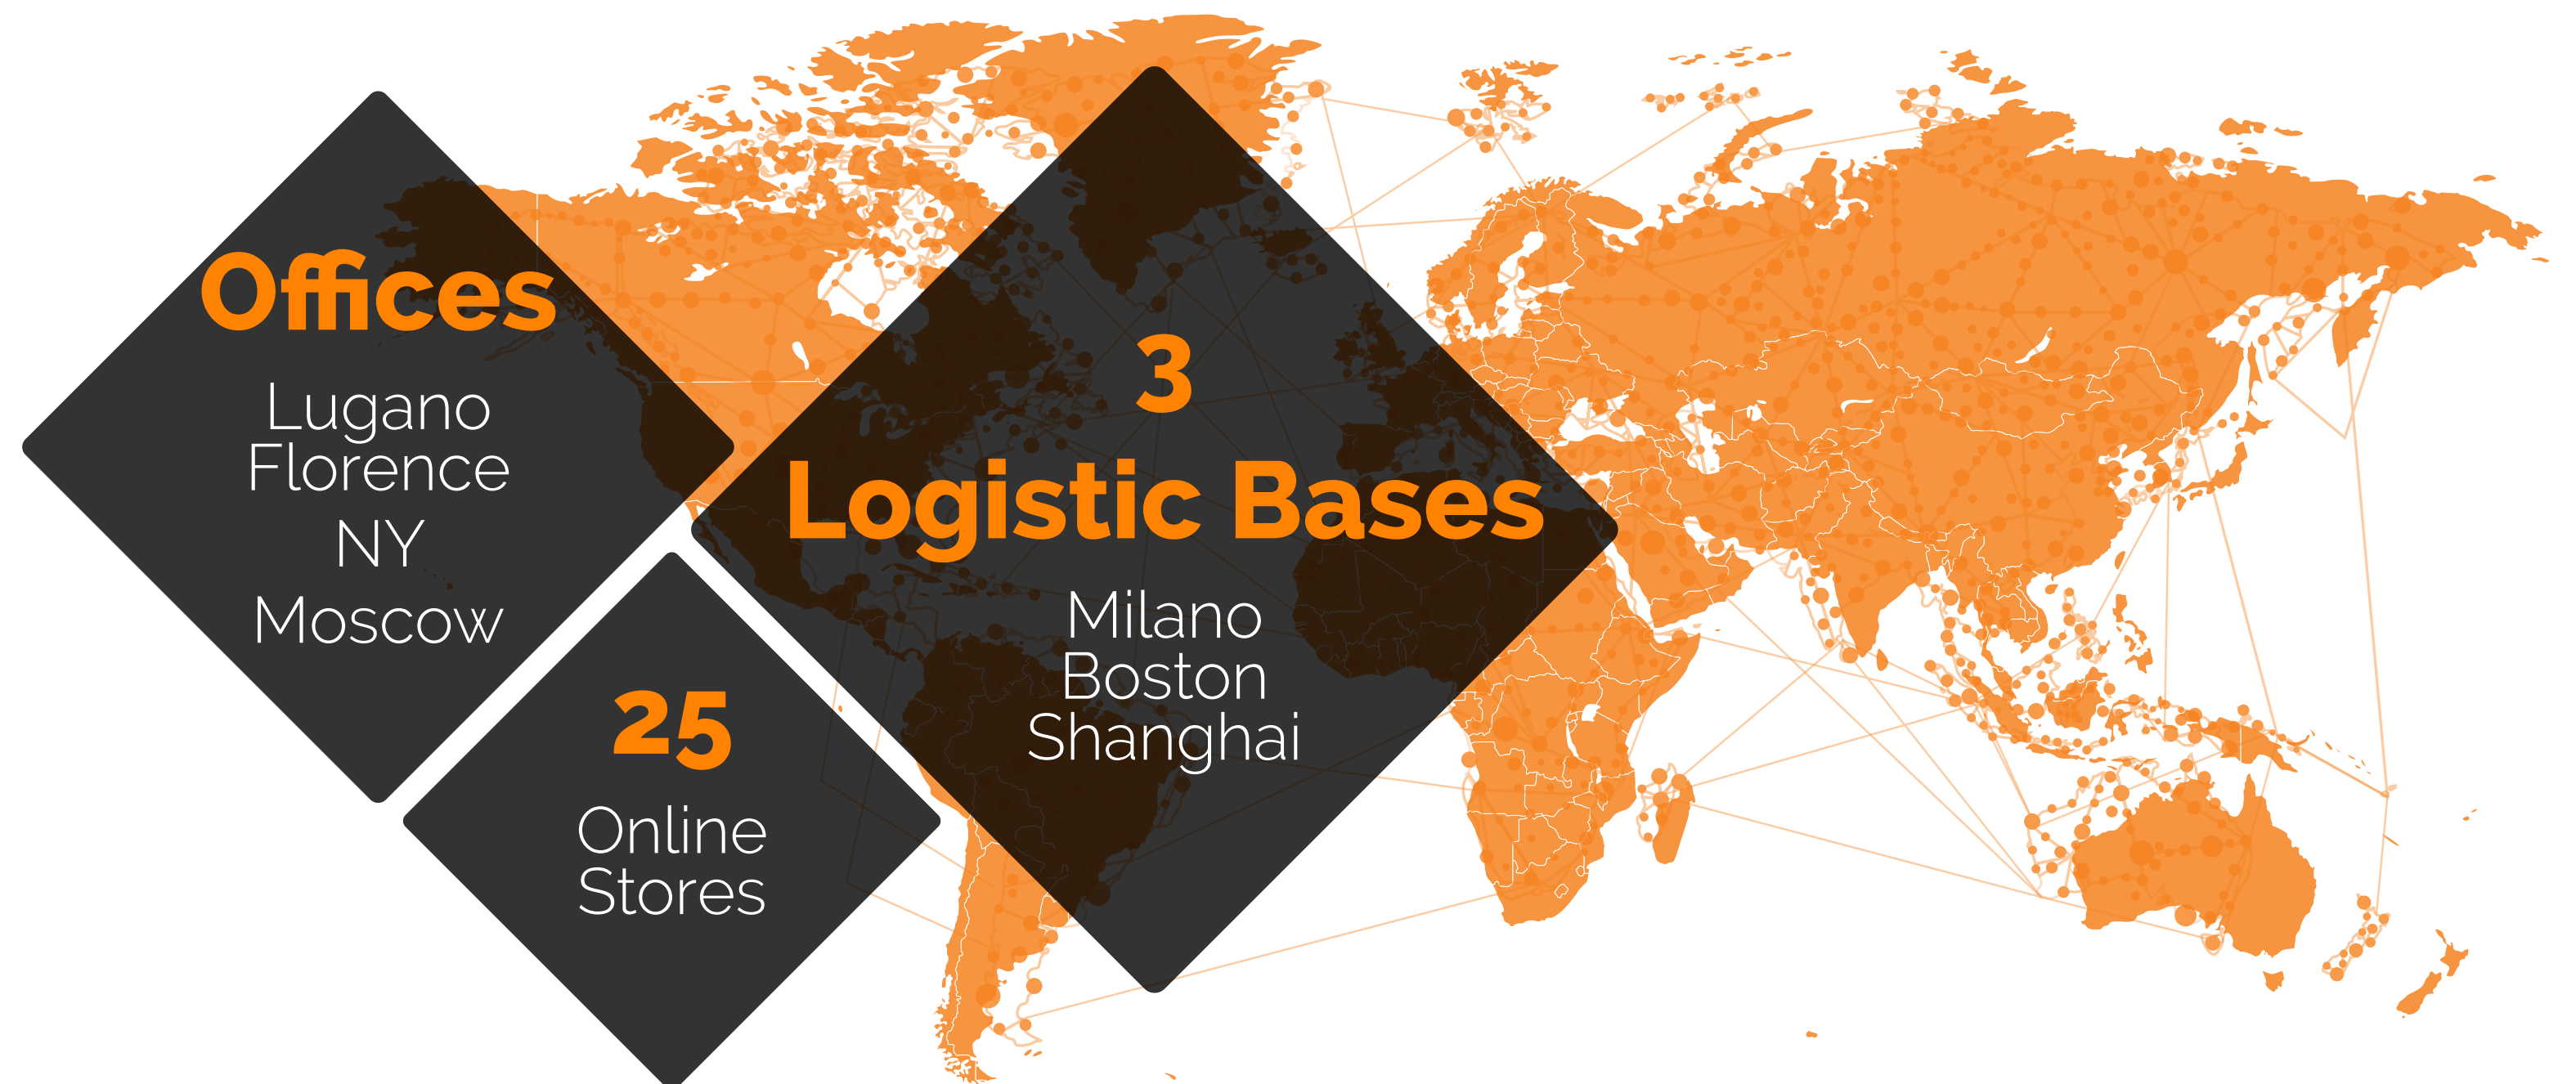 Offices
Lugano
Florence
NY
Moscow
25
Online
Stores
3
Logistic Bases
Milano
Boston
Shanghai